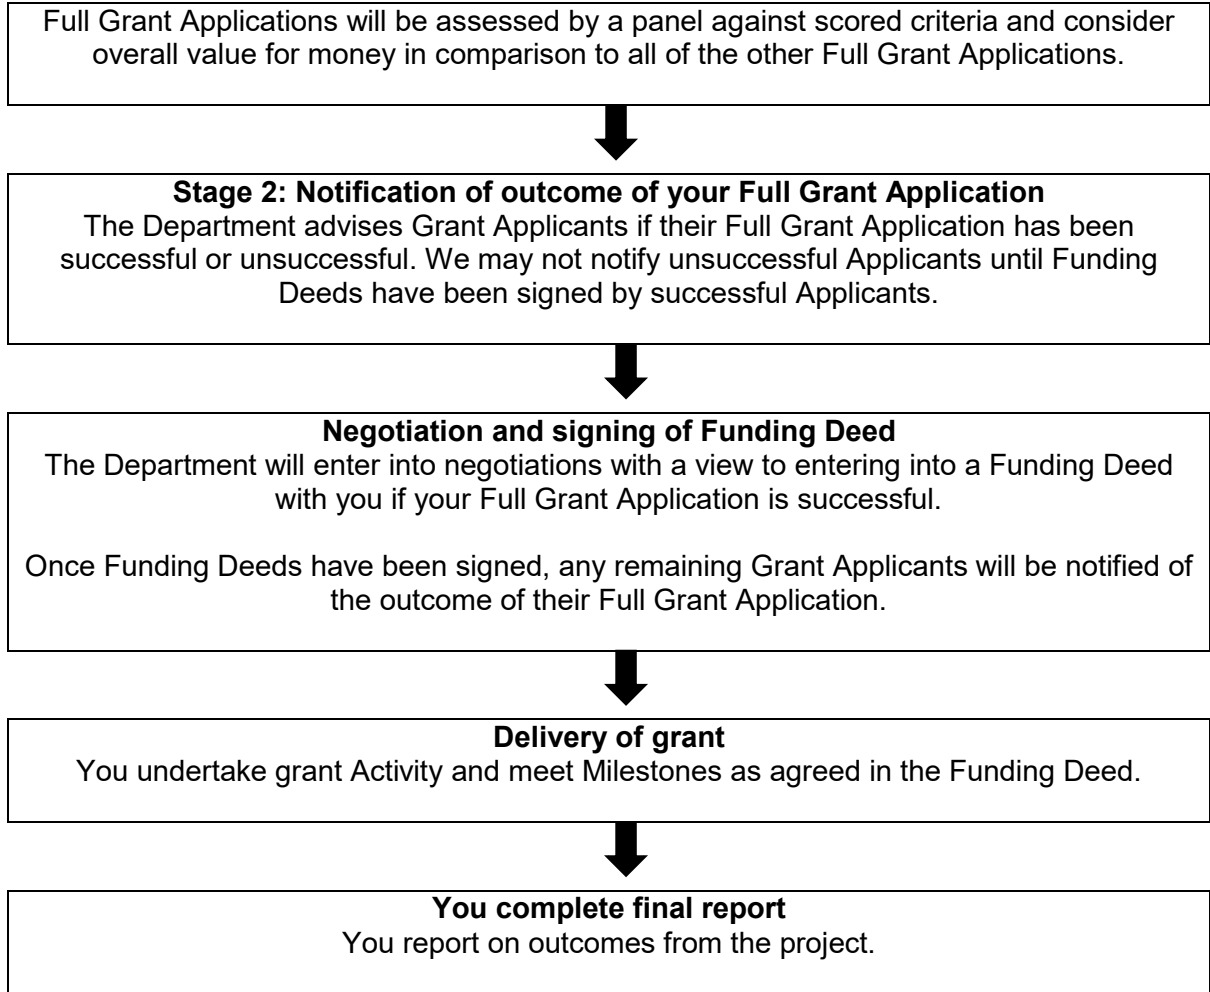 Full Grant Applications will be assessed by a panel against scored criteria and consider
overall value for money in comparison to all of the other Full Grant Applications.
Stage 2: Notification of outcome of your Full Grant Application
The Department advises Grant Applicants if their Full Grant Application has been
successful or unsuccessful. We may not notify unsuccessful Applicants until Funding
Deeds have been signed by successful Applicants.
Negotiation and signing of Funding Deed
The Department will enter into negotiations with a view to entering into a Funding Deed
with you if your Full Grant Application is successful.
Once Funding Deeds have been signed, any remaining Grant Applicants will be notified of
the outcome of their Full Grant Application.
Delivery of grant
You undertake grant Activity and meet Milestones as agreed in the Funding Deed.
You complete final report
You report on outcomes from the project.